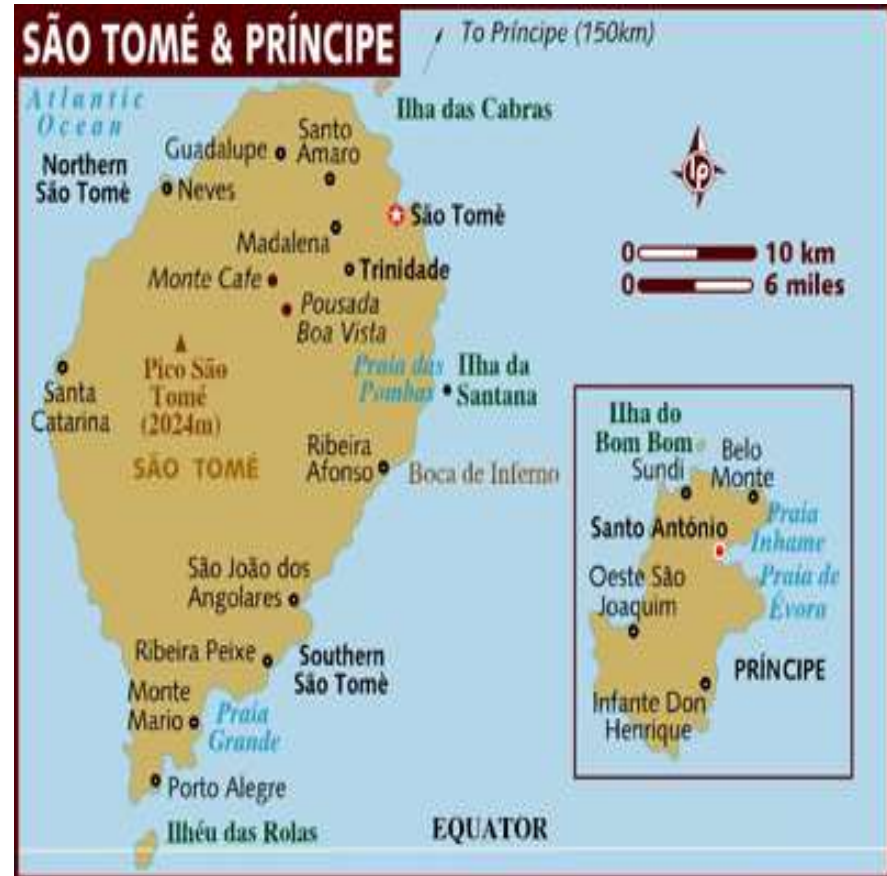 SÃO TOMÉ & PRÍNCIPE
To Príncipe (150km)
Atlantic
Ocean
Ilha das Cabras
Northern
São Tomè
Guadalupe
Santo
Amaro
Neves
São Tomè
Madalena
Trinidade
Monte Cafe
Pousada
Boa Vista
lp
0 10 km
0 6 miles
Pico São
Tomé
(2024m)
Santa
Catarina
Praia das
Pombas
Ilha da
Santana
SÃO TOMÉ
Ribeira
Afonso
Boca de Inferno
São João dos
Angolares
Ribeira Peixe
Southern
São Tomè
Monte
Mario
Praia
Grande
Porto Alegre
Ilhéu das Rolas
EQUATOR
Ilha do
Bom Bom
Sundi
Belo
Monte
Santo António
Praia
Inhame
Oeste São
Joaquim
Praia de
Évora
PRÍNCIPE
Infante Don
Henrique